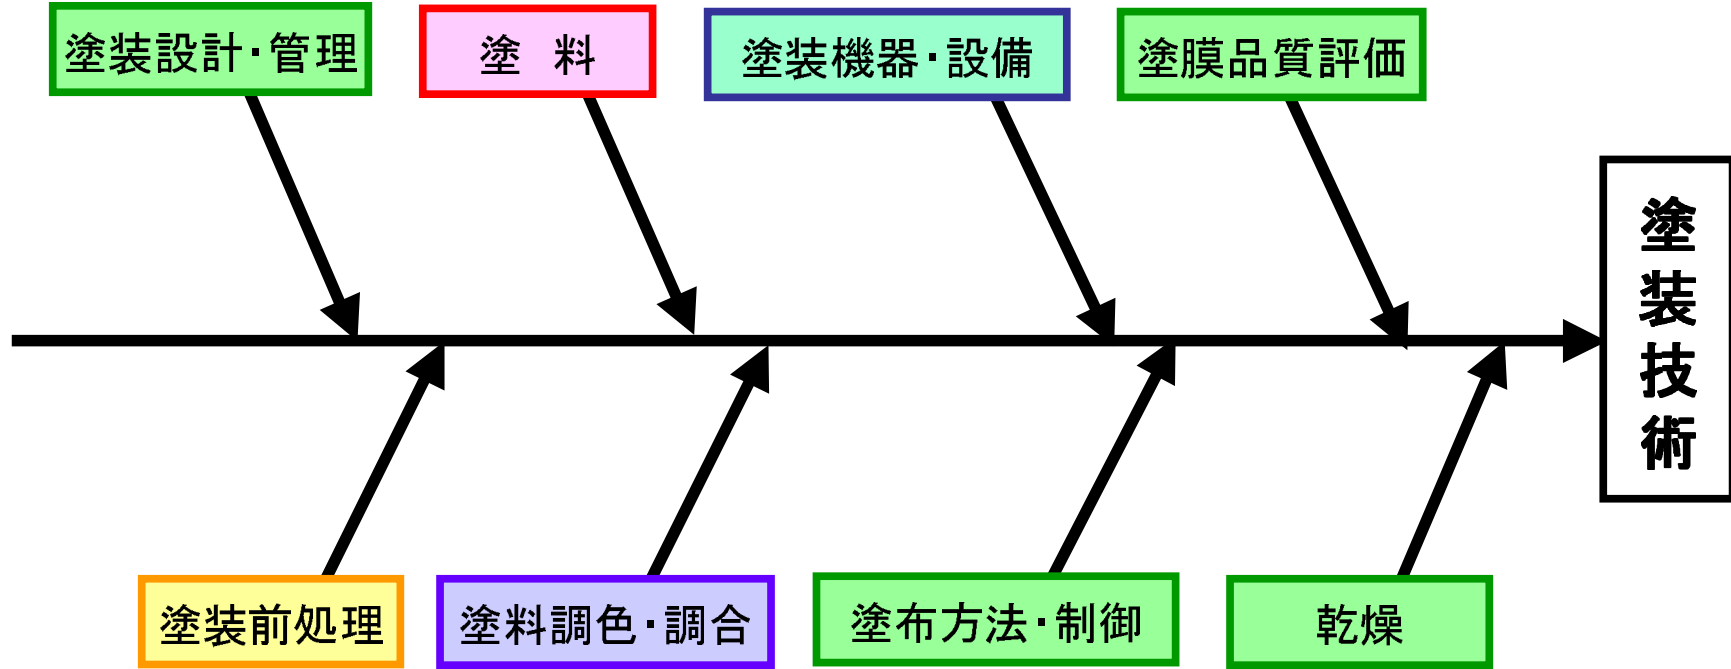 塗装設計・管理
塗　料
塗装機器・設備
塗膜品質評価
塗装技術
塗装前処理
塗料調色・調合
塗布方法・制御
乾燥